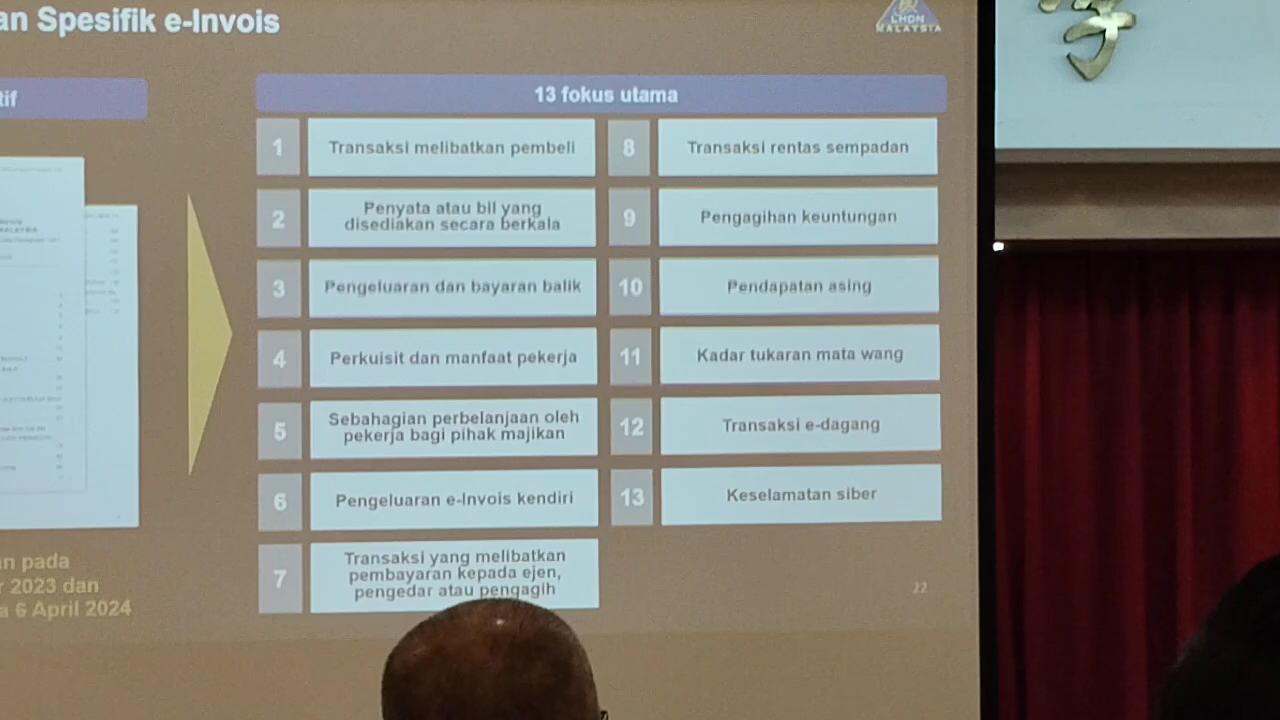 an Spesifik e-Invois
LHDN
MALAYSIA
tif
13 fokus utama
1
Transaksi melibatkan pembeli
2
Penyata atau bil yang
disediakan secara berkala
3
Pengeluaran dan bayaran balik
4
Perkuisit dan manfaat pekerja
5
Sebahagian perbelanjaan oleh
pekerja bagi pihak majikan
6
Pengeluaran e-Invois kendiri
7
Transaksi yang melibatkan
pembayaran kepada ejen,
pengedar atau pengagih
8
Transaksi rentas sempadan
9
Pengagihan keuntungan
10
Pendapatan asing
11
Kadar tukaran mata wang
12
Transaksi e-dagang
13
Keselamatan siber
an pada
r 2023 dan
a 6 April 2024
22